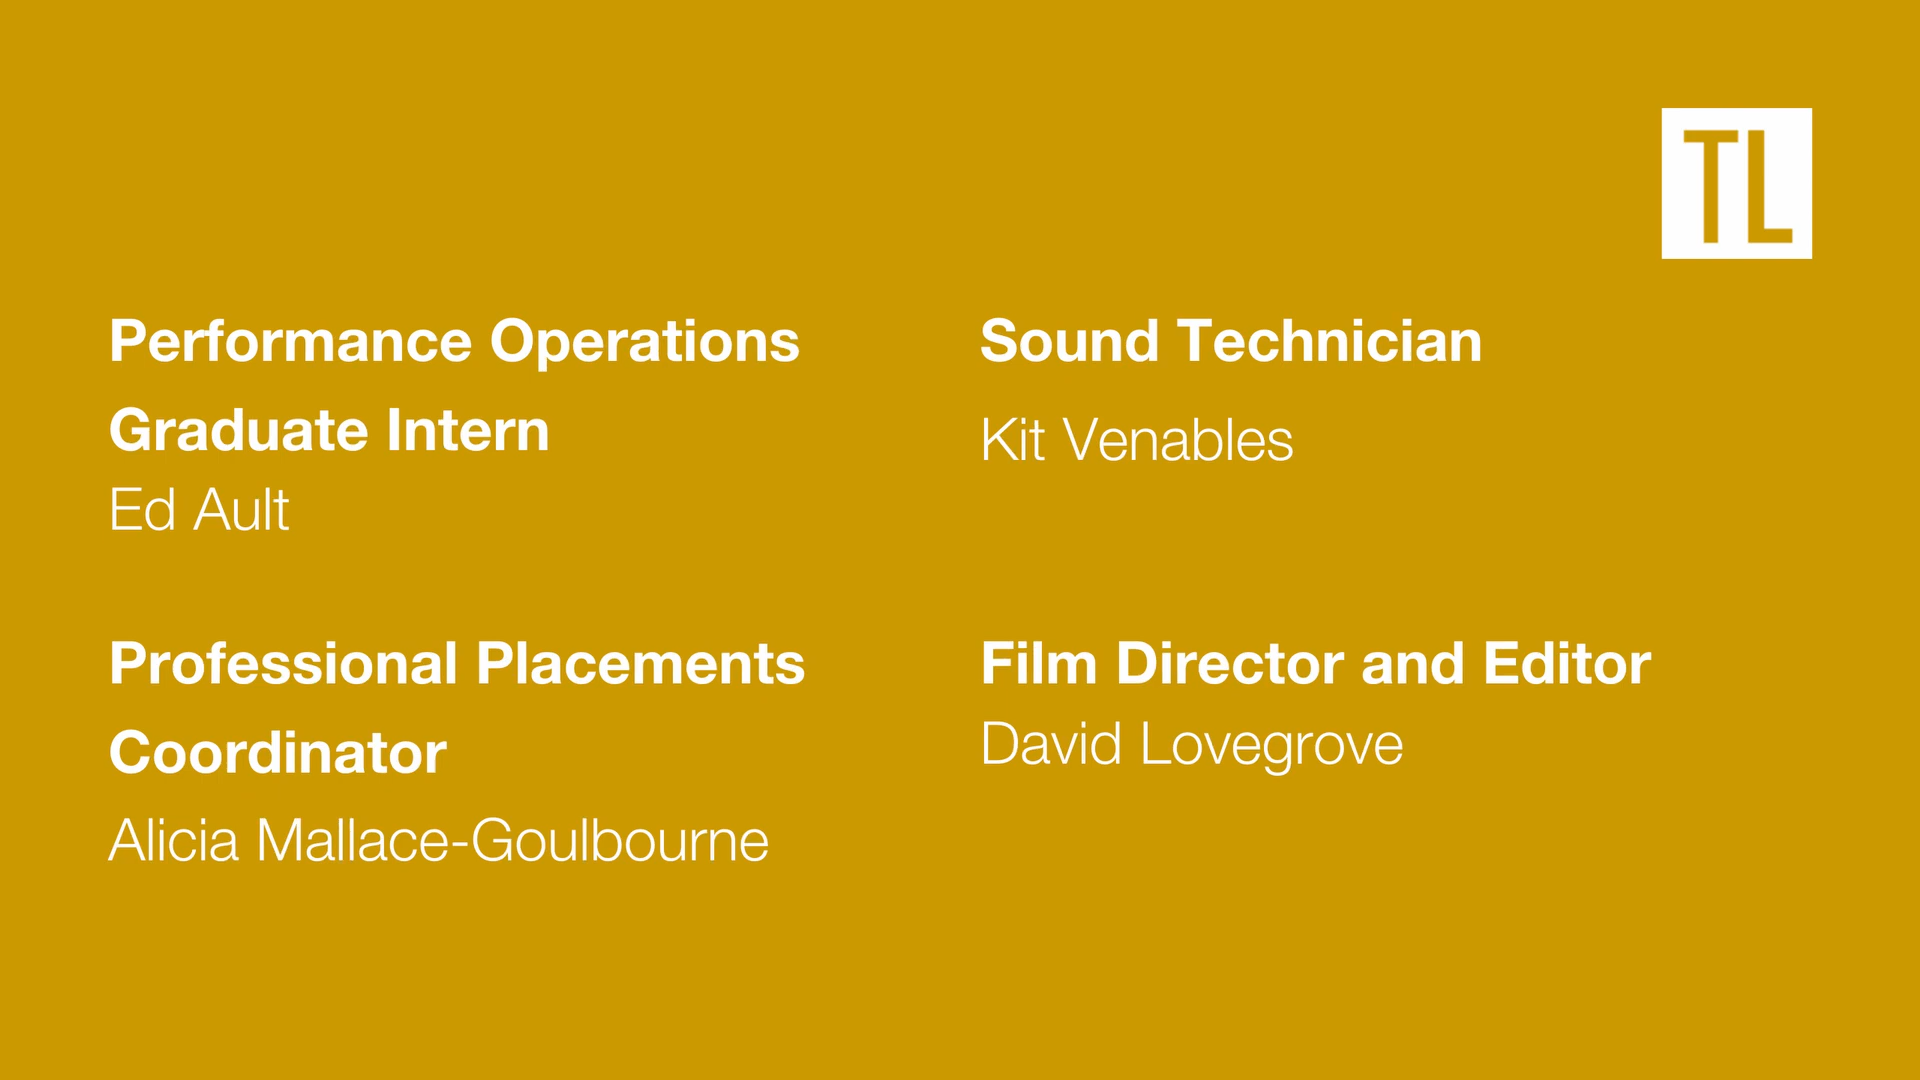 TL
Performance Operations
Graduate Intern
Ed Ault
Professional Placements
Coordinator
Alicia Mallace-Goulbourne
Sound Technician
Kit Venables
Film Director and Editor
David Lovegrove